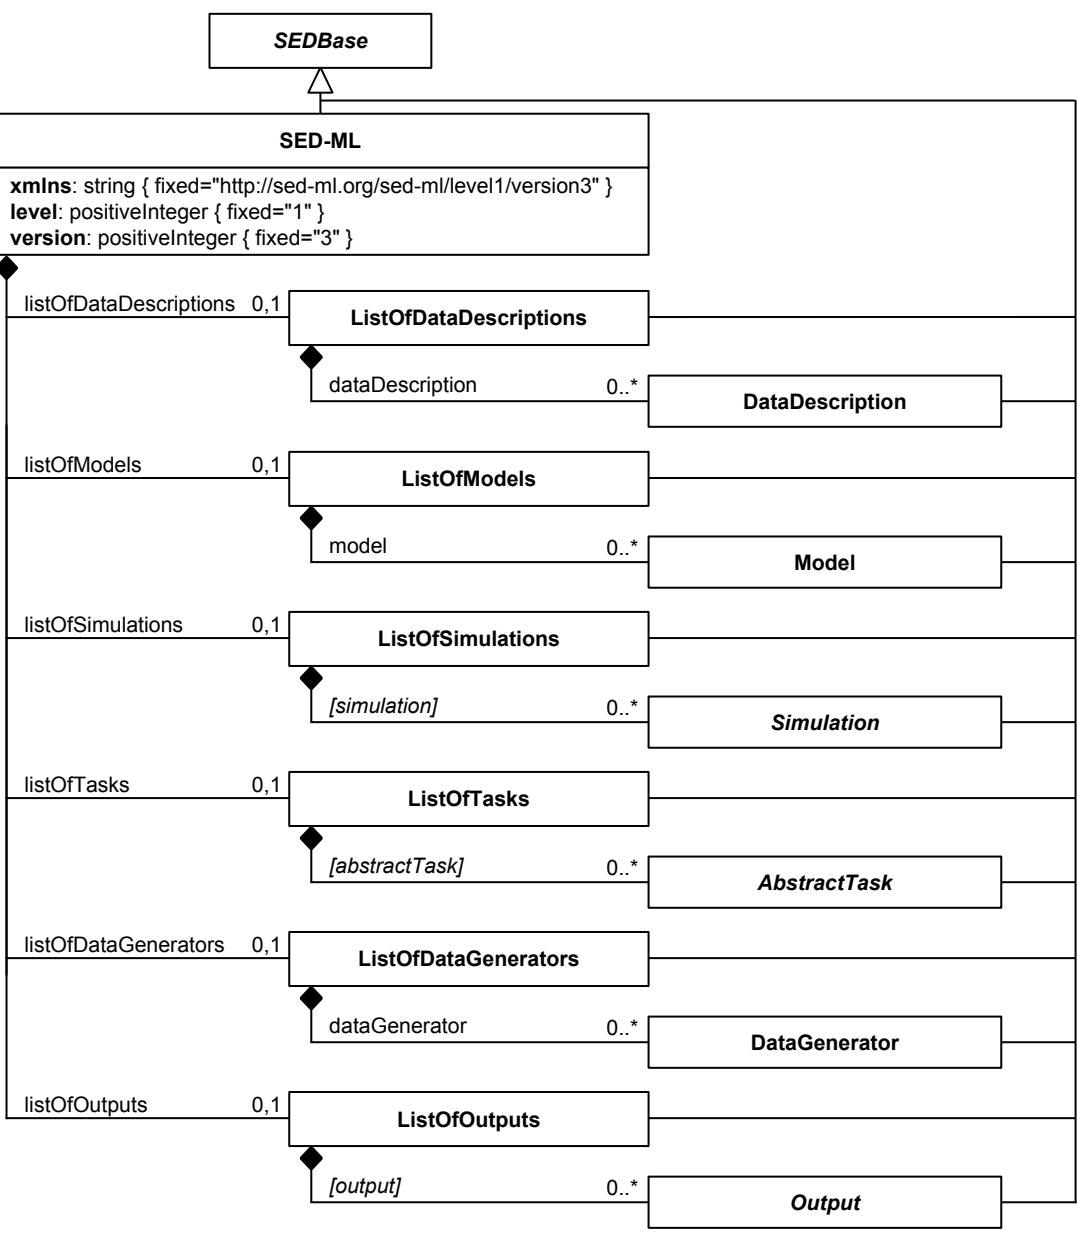 SEDBase
SED-ML
xmlns: string { fixed="http://sed-ml.org/sed-ml/level1/version3" }
level: positiveInteger { fixed="1" }
version: positiveInteger { fixed="3" }
listOfDataDescriptions 0,1
ListOfDataDescriptions
dataDescription 0..*
DataDescription
listOfModels 0,1
ListOfModels
model 0..*
Model
listOfSimulations 0,1
ListOfSimulations
[simulation] 0..*
Simulation
listOfTasks 0,1
ListOfTasks
[abstractTask] 0..*
AbstractTask
listOfDataGenerators 0,1
ListOfDataGenerators
dataGenerator 0..*
DataGenerator
listOfOutputs 0,1
ListOfOutputs
[output] 0..*
Output